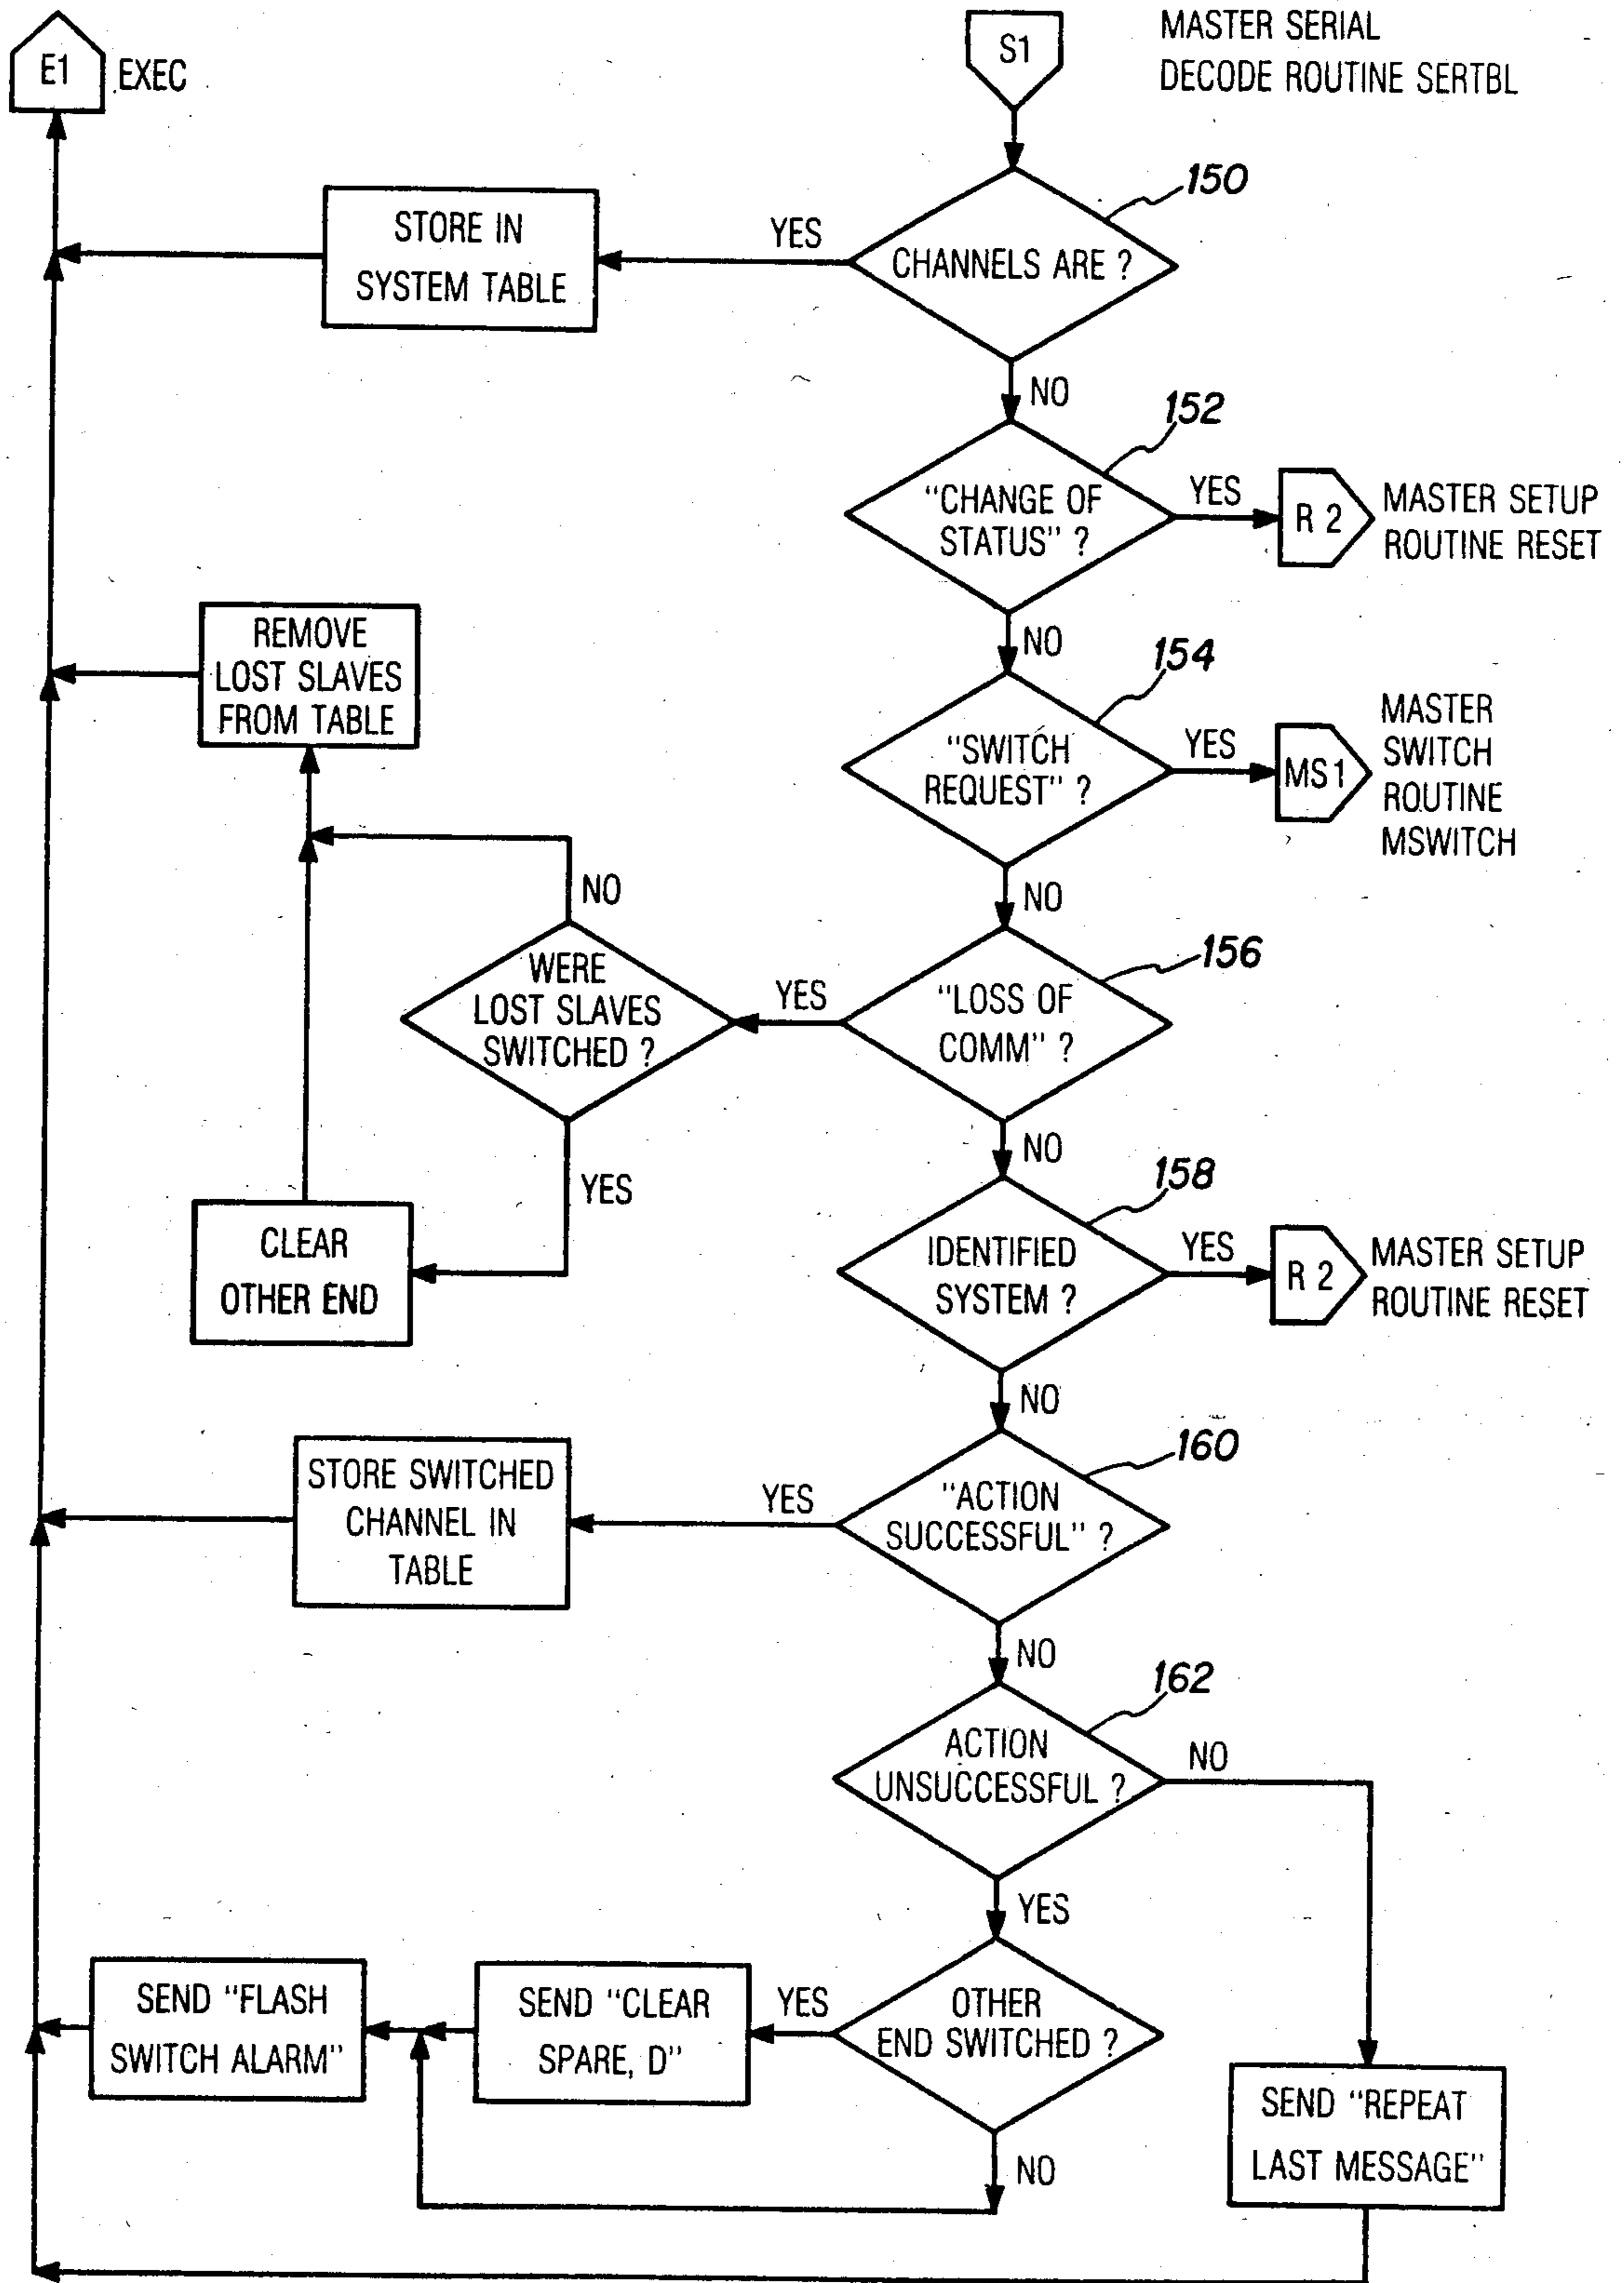 E1
EXEC
S1
MASTER SERIAL
DECODE ROUTINE SERTBL
150
STORE IN
SYSTEM TABLE
YES
CHANNELS ARE ?
NO
152
"CHANGE OF
STATUS" ?
YES
R 2
MASTER SETUP
ROUTINE RESET
NO
154
REMOVE
LOST SLAVES
FROM TABLE
"SWITCH
REQUEST" ?
YES
MS1
MASTER
SWITCH
ROUTINE
MSWITCH
NO
NO
156
WERE
LOST SLAVES
SWITCHED ?
YES
"LOSS OF
COMM" ?
NO
158
YES
CLEAR
OTHER END
IDENTIFIED
SYSTEM ?
YES
R 2
MASTER SETUP
ROUTINE RESET
NO
160
STORE SWITCHED
CHANNEL IN
TABLE
YES
"ACTION
SUCCESSFUL" ?
NO
162
ACTION
UNSUCCESSFUL ?
NO
YES
SEND "FLASH
SWITCH ALARM"
SEND "CLEAR
SPARE, D"
YES
OTHER
END SWITCHED ?
NO
SEND "REPEAT
LAST MESSAGE"